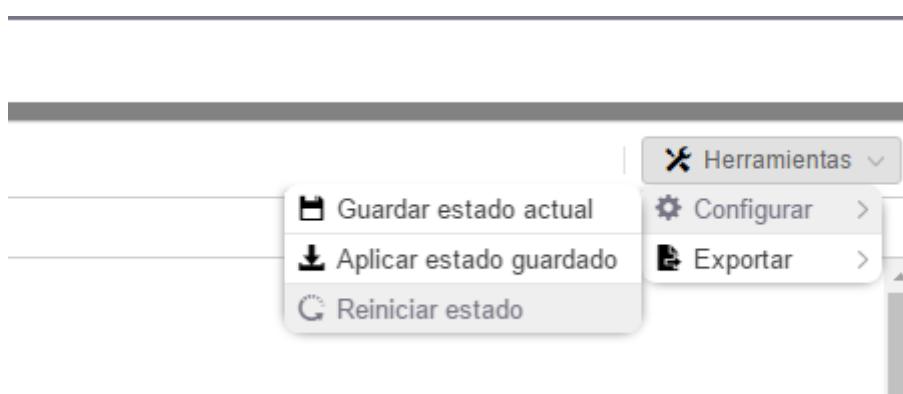 Herramientas
Guardar estado actual
Configurar
Aplicar estado guardado
Exportar
Reiniciar estado